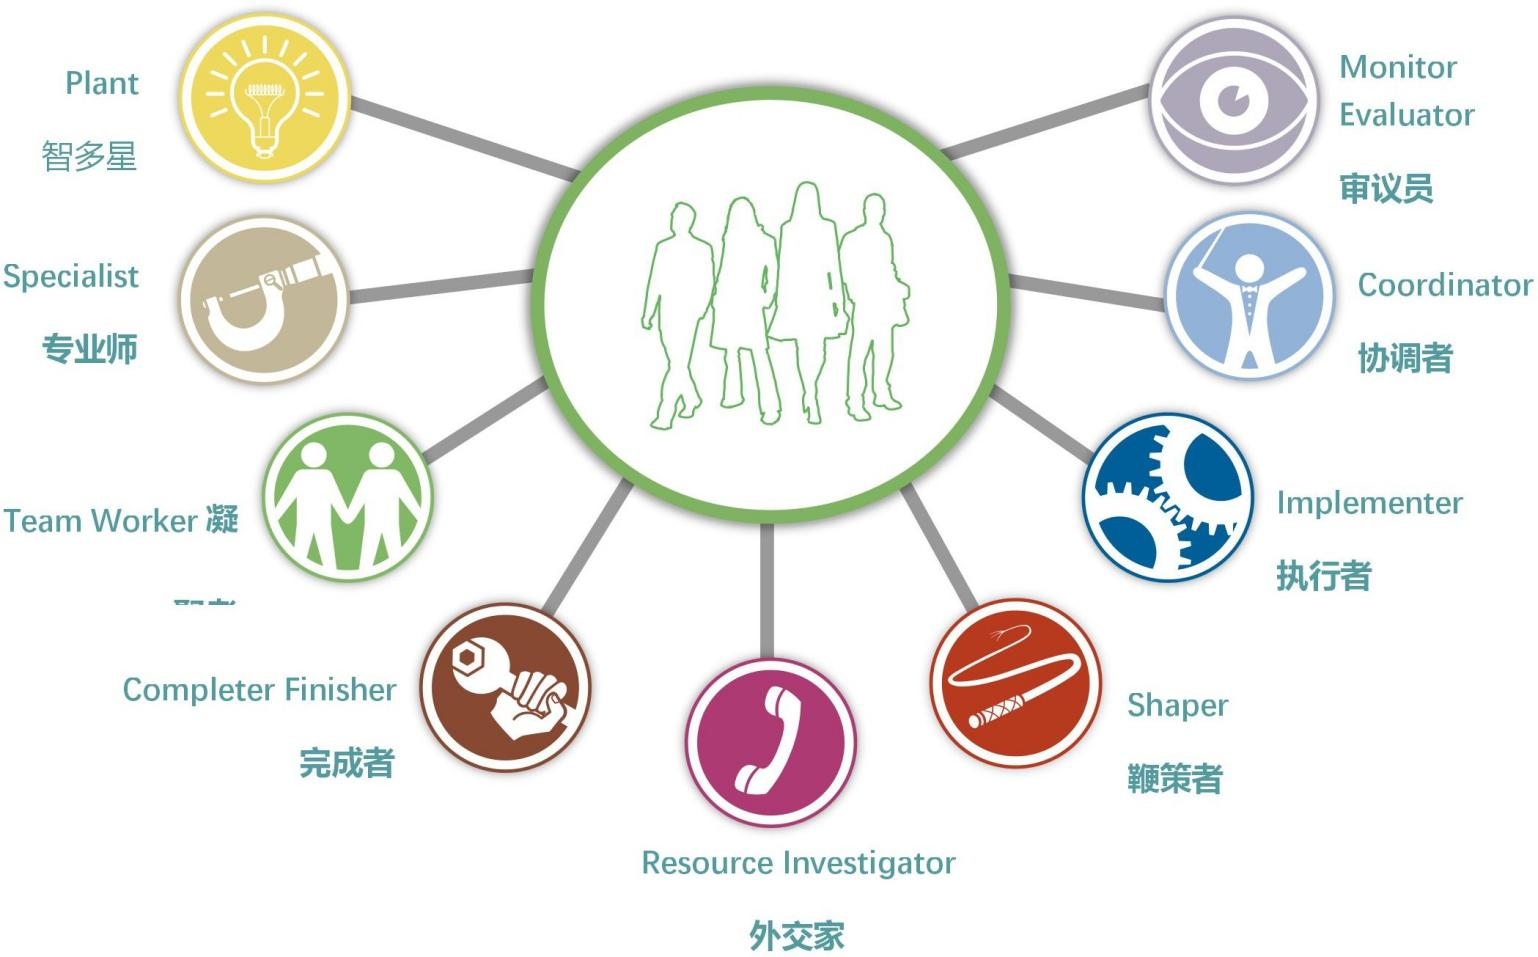 Plant
智多星
Specialist
专业师
Team Worker 凝
Completer Finisher
完成者
Resource Investigator
外交家
Shaper
鞭策者
Implementer
执行者
Coordinator
协调者
Monitor
Evaluator
审议员